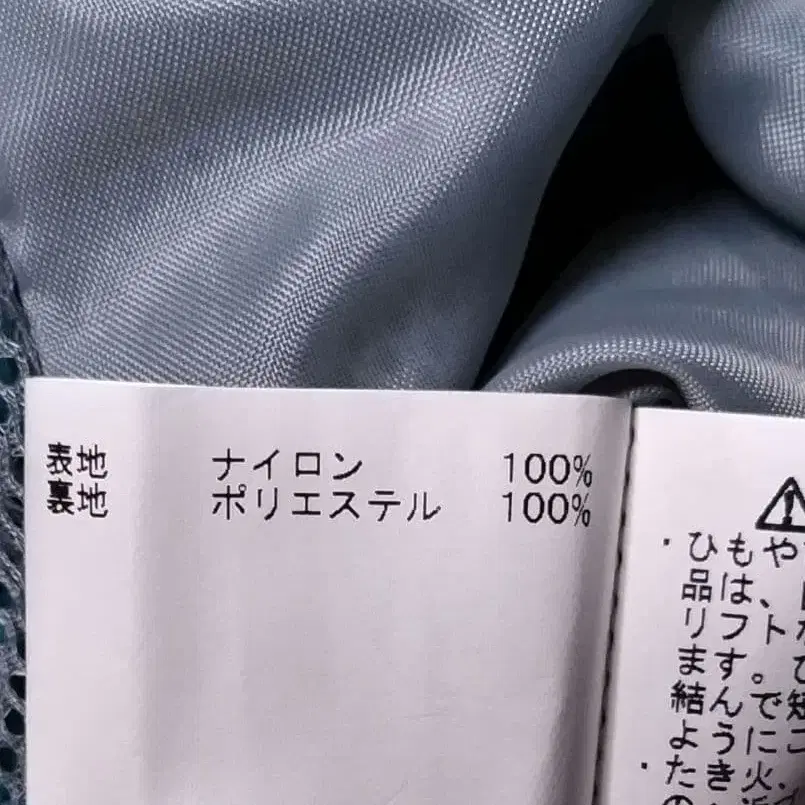 表地 ナイロン 100%
裏地 ポリエステル 100%
・ひもや
品は、
リフト
ます。
結んで
ように
・たき火、
の